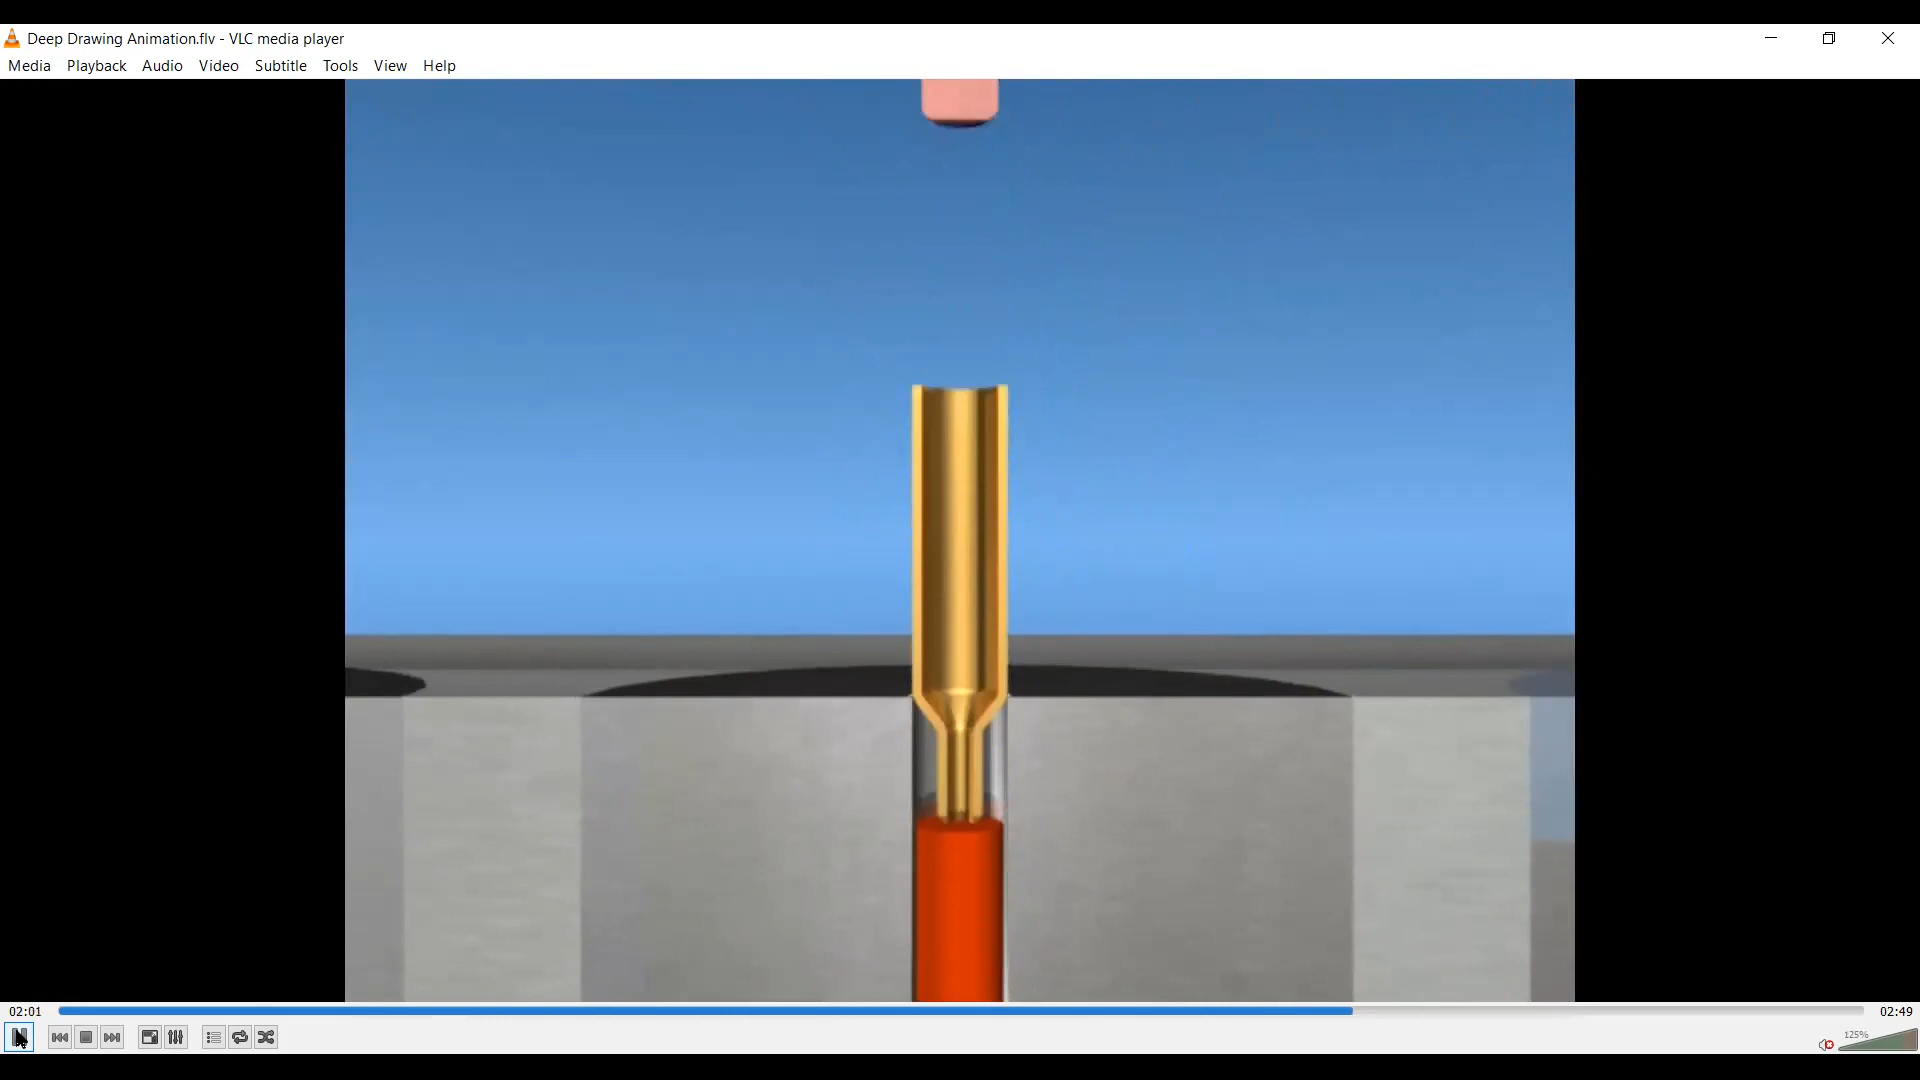 Deep Drawing Animation.flv - VLC media player
Media Playback Audio Video Subtitle Tools View Help
02:01
02:49
125%